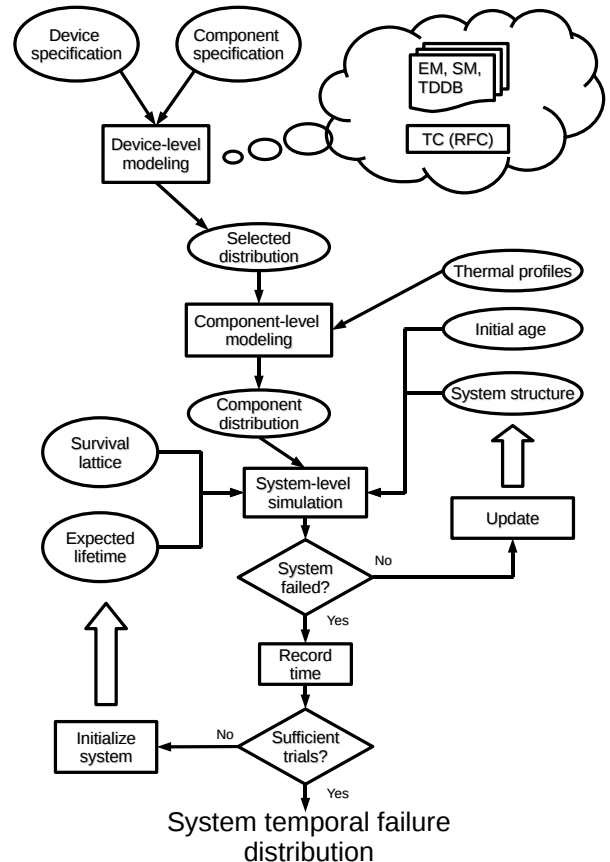 Device
specification
Component
specification
EM, SM,
TDDB
TC (RFC)
Device-level
modeling
Selected
distribution
Thermal profiles
Component-level
modeling
Initial age
System structure
Component
distribution
Survival
lattice
System-level
simulation
Update
Expected
lifetime
System
failed?
No
Yes
Record
time
Initialize
system
No
Sufficient
trials?
Yes
System temporal failure
distribution